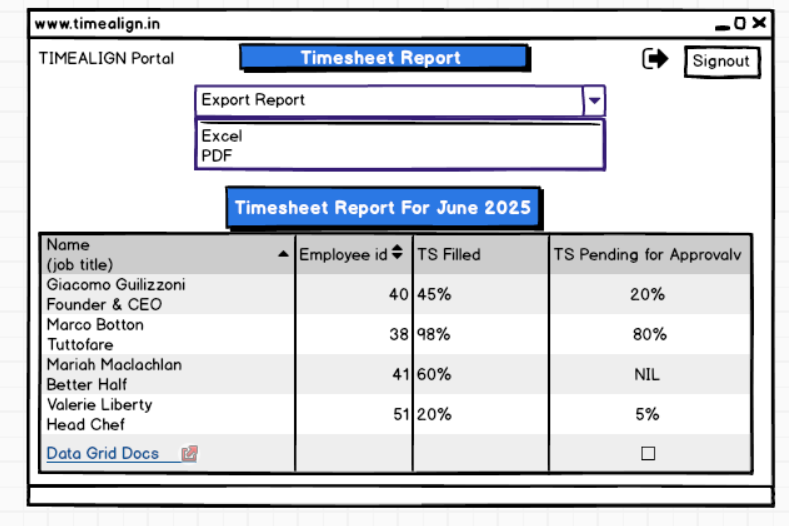 www.timealign.in
TIMEALIGN Portal
Timesheet Report
Signout
Export Report
Excel
PDF
Timesheet Report For June 2025
Name
(job title)
Employee id
TS Filled
TS Pending for Approvalv
Giacomo Guilizzoni
Founder & CEO
40
45%
20%
Marco Botton
Tuttofare
38
98%
80%
Mariah Maclachlan
Better Half
41
60%
NIL
Valerie Liberty
Head Chef
51
20%
5%
Data Grid Docs